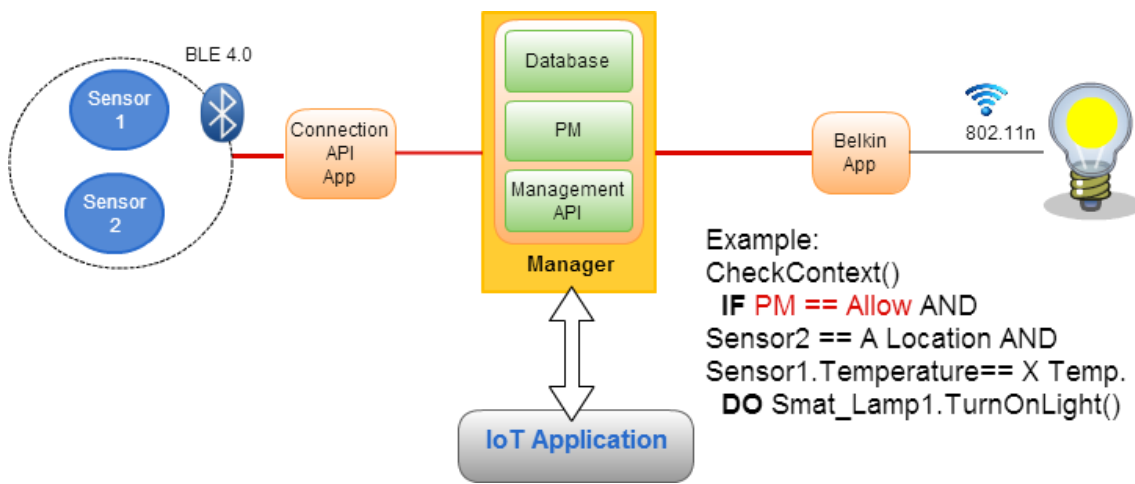 BLE 4.0
Sensor
1
Sensor
2
Connection
API
App
Database
PM
Management
API
Manager
IoT Application
Belkin
App
802.11n
Example:
CheckContext()
IF PM == Allow AND
Sensor2 == A Location AND
Sensor1.Temperature== X Temp.
DO Smat_Lamp1.TurnOnLight()